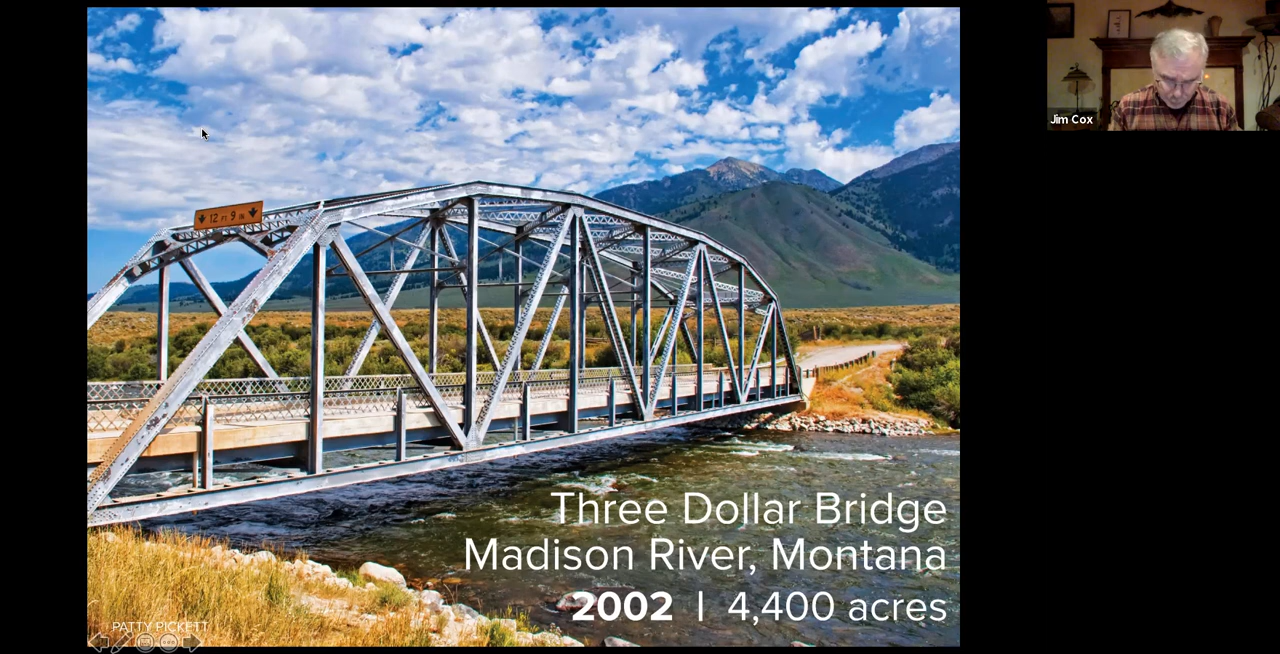 12 FT 9 IN
Three Dollar Bridge
Madison River, Montana
2002 | 4,400 acres
PATTY PICKETT
Jim Cox